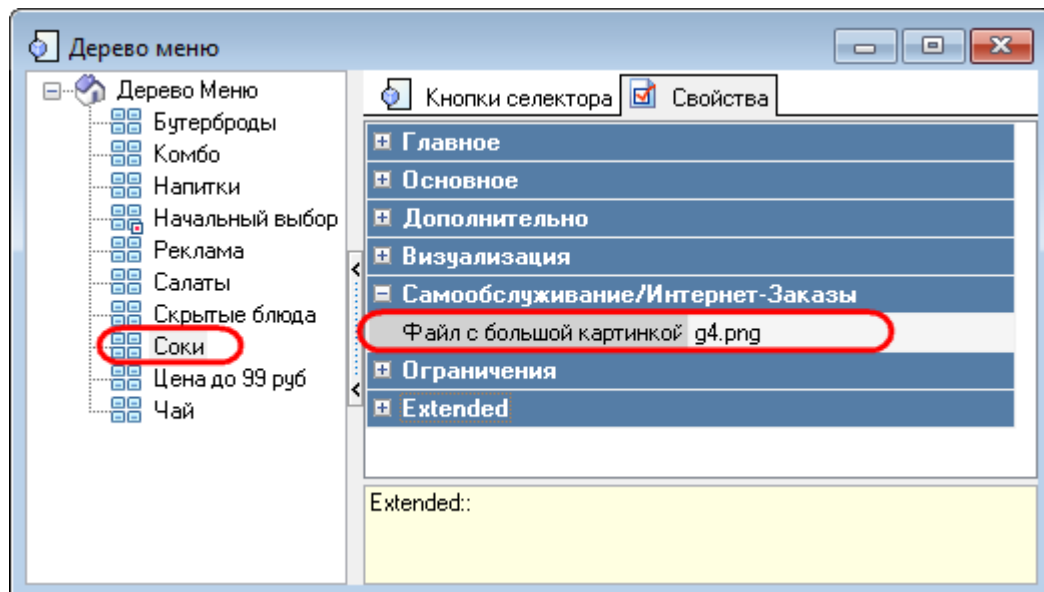 Дерево меню
Дерево Меню
Бутерброды
Комбо
Напитки
Начальный выбор
Реклама
Салаты
Скрытые блюда
Соки
Цена до 99 руб
Чай
Кнопки селектора
Свойства
Главное
Основное
Дополнительно
Визуализация
Самообслуживание/Интернет-Заказы
Файл с большой картинкой g4.png
Ограничения
Extended
Extended::